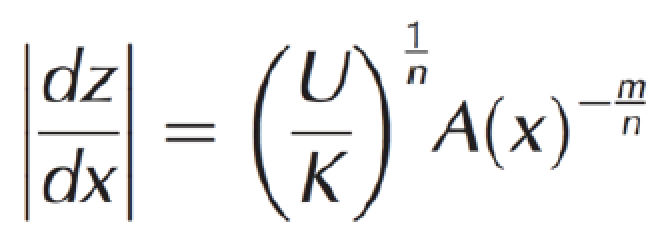 |dz/dx| = (U/K)^(1/n) A(x)^(-m/n)